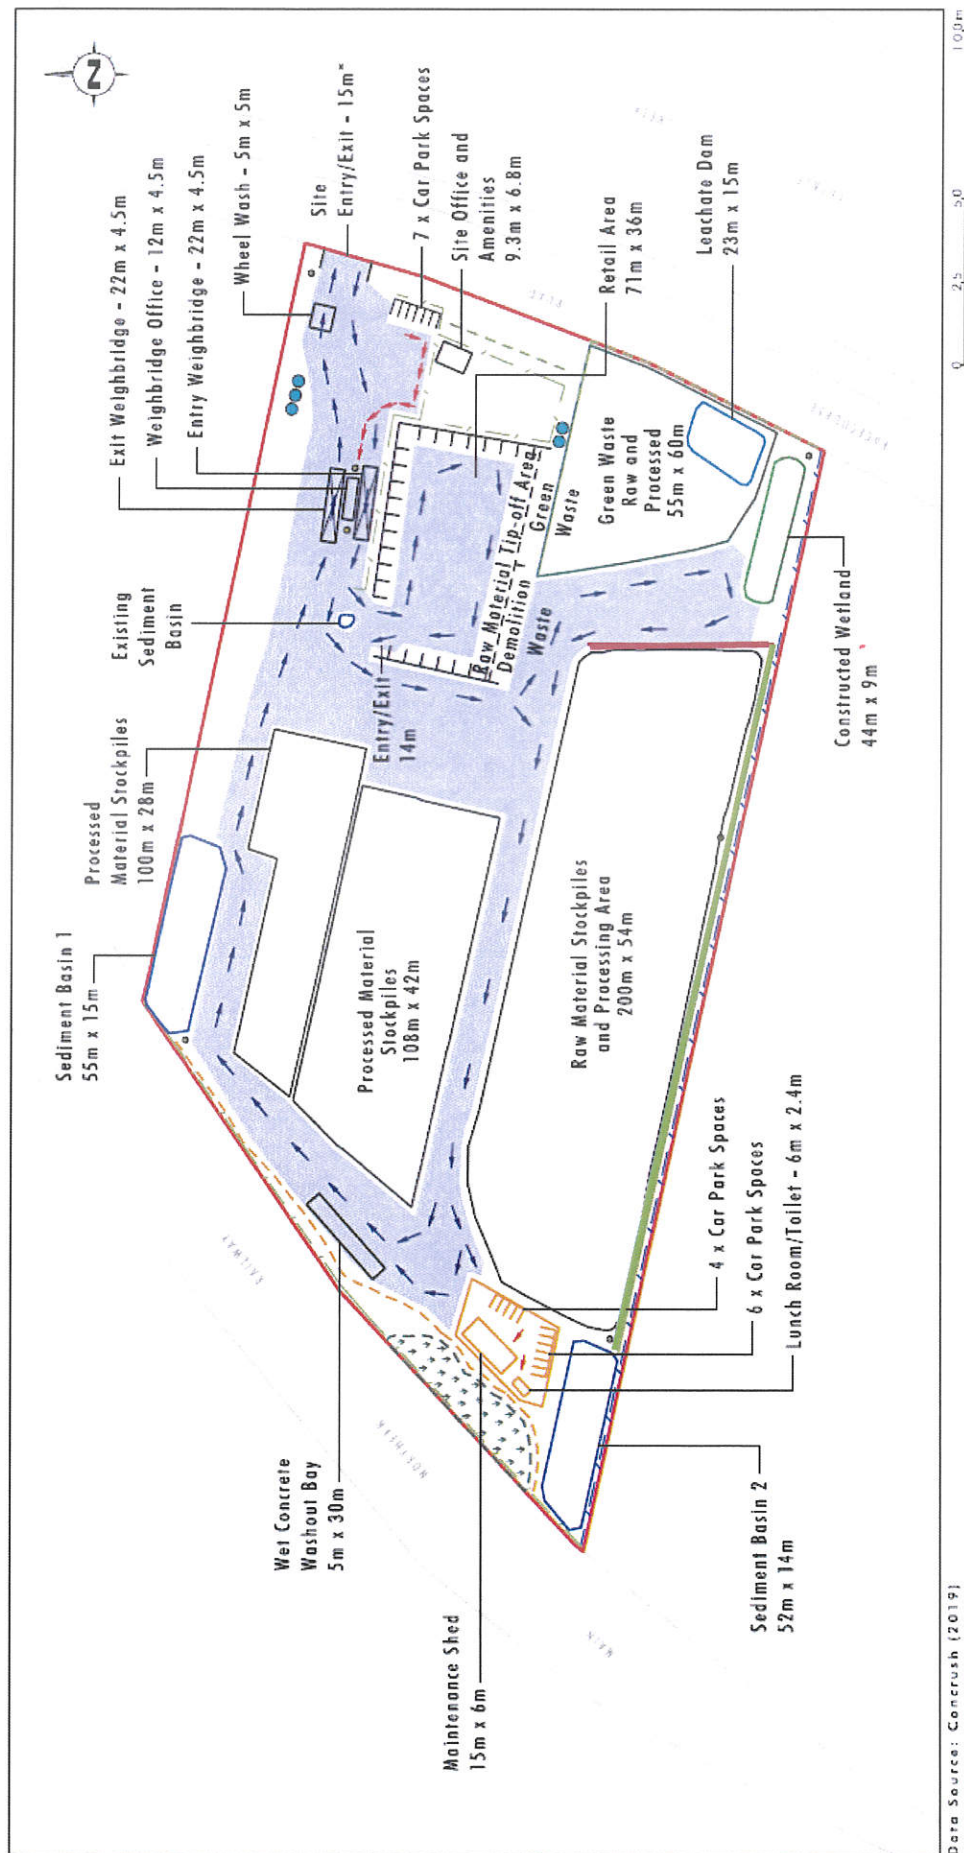 N
Exit Weighbridge - 22m x 4.5m
Weighbridge Office - 12m x 4.5m
Entry Weighbridge - 22m x 4.5m
Wheel Wash - 5m x 5m
Site
Entry/Exit - 15m*
7 x Car Park Spaces
Site Office and
Amenities
9.3m x 6.8m
Retail Area
71m x 36m
Leachate Dam
23m x 15m
Existing
Sediment
Basin
Processed
Material Stockpiles
100m x 28m
Sediment Basin 1
55m x 15m
Entry/Exit
14m
Raw Material Tip-off Area
Demolition
Waste
Green
Waste
Green Waste
Raw and
Processed
55m x 60m
Processed Material
Stockpiles
108m x 42m
Raw Material Stockpiles
and Processing Area
200m x 54m
Constructed Wetland
44m x 9m
4 x Car Park Spaces
6 x Car Park Spaces
Lunch Room/Toilet - 6m x 2.4m
Wet Concrete
Washout Bay
5m x 30m
Maintenance Shed
15m x 6m
Sediment Basin 2
52m x 14m
MAIN
NORTHERN
RAILWAY
Data Source: Concrush (2019)
0 25 50 100m